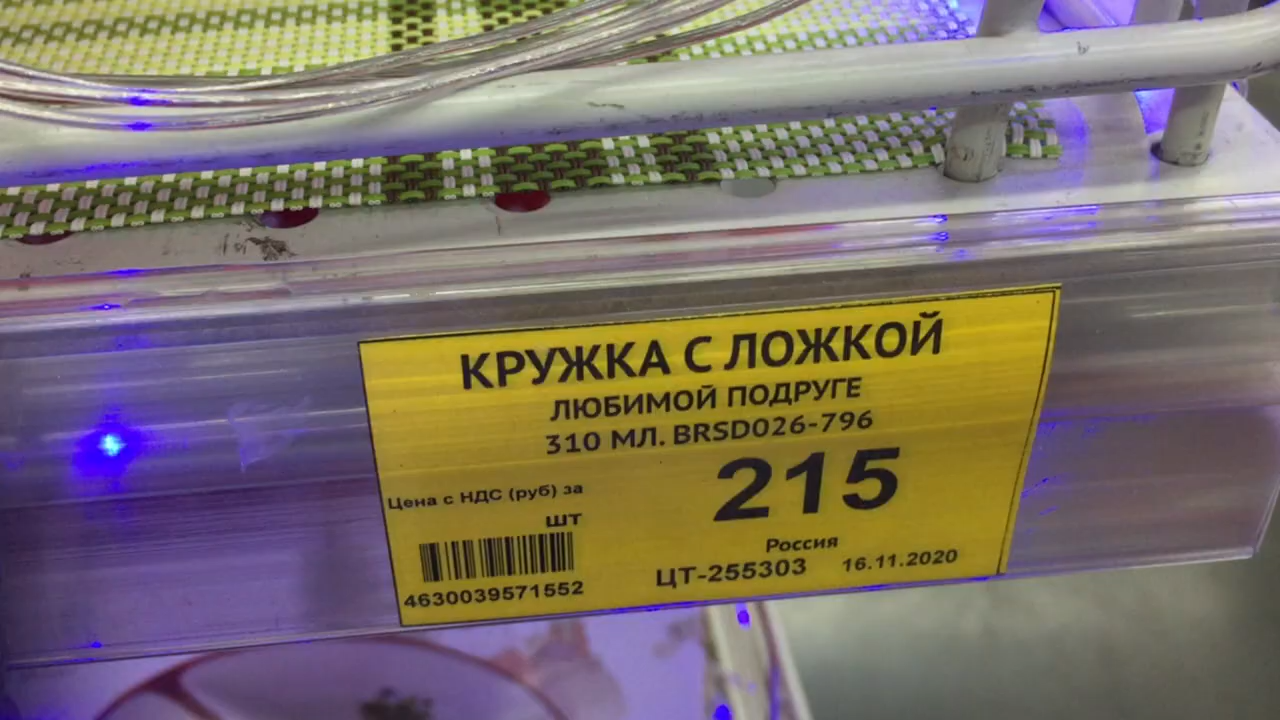 КРУЖКА С ЛОЖКОЙ
ЛЮБИМОЙ ПОДРУГЕ
310 МЛ. BRSD026-796
215
Цена с НДС (руб) за
шт
Россия
4630039571552
ЦТ-255303 16.11.2020